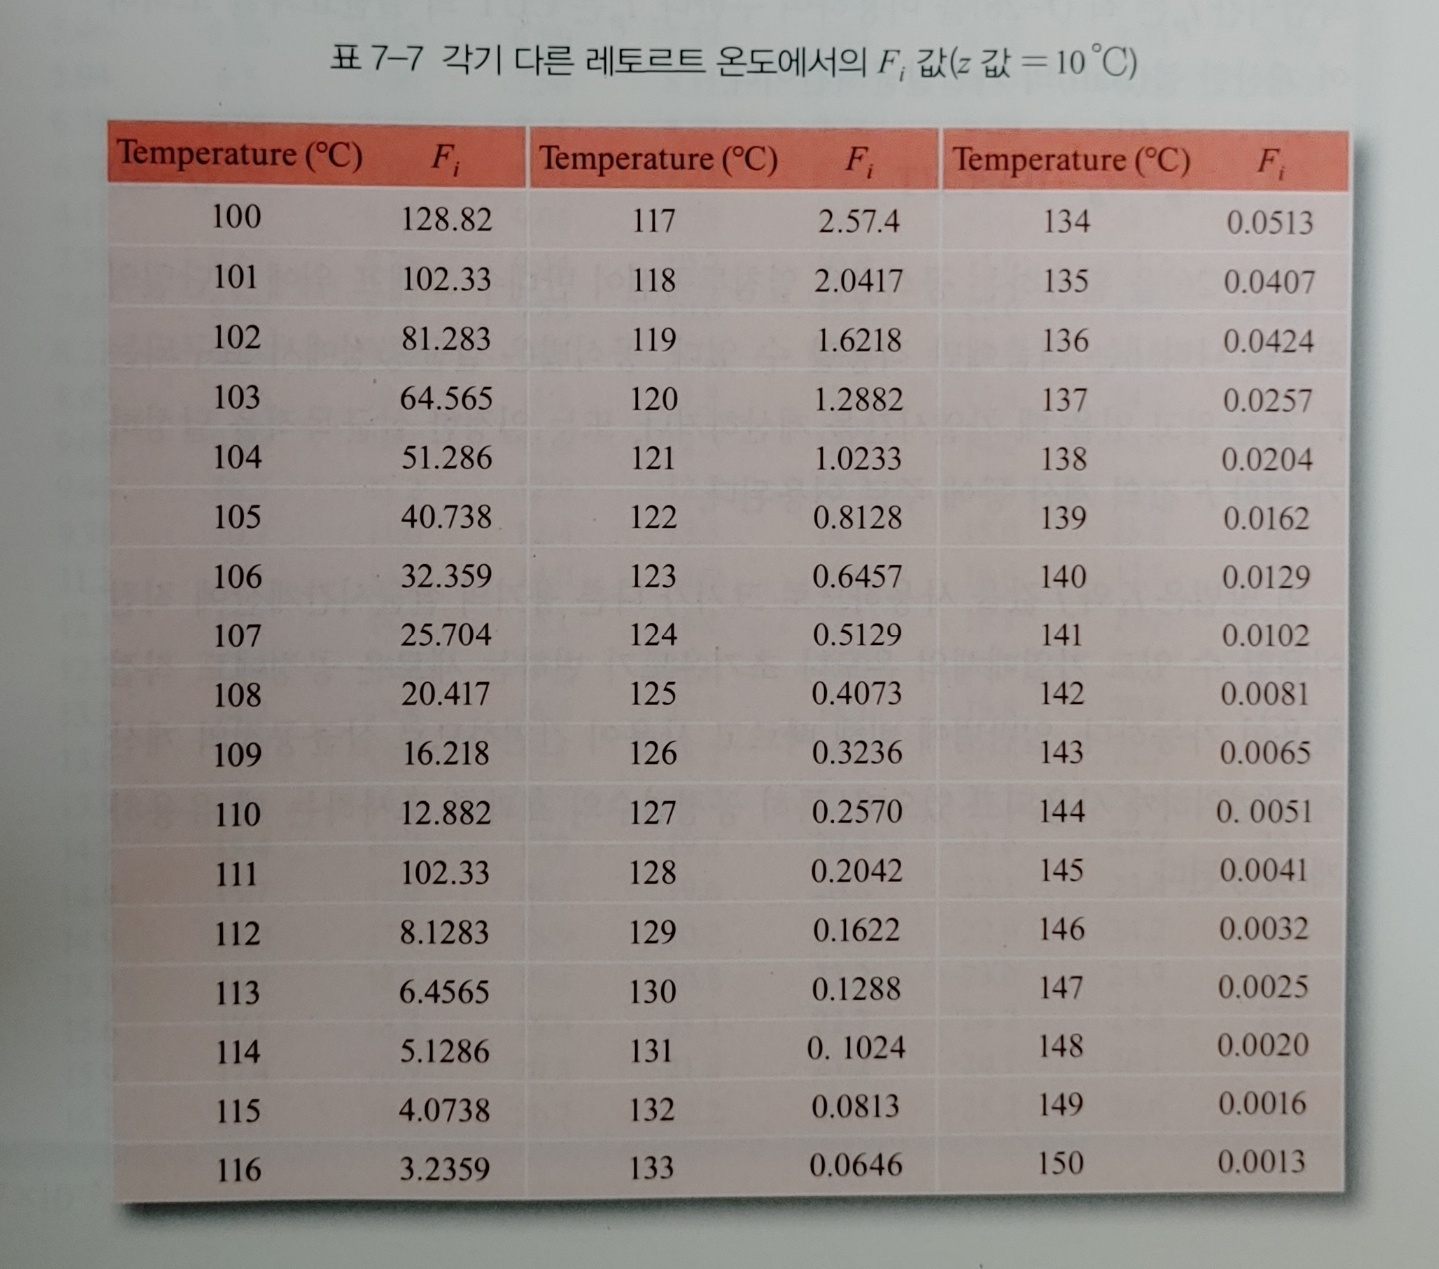 표 7–7 각기 다른 레토르트 온도에서의 Fi 값(z 값 = 10 °C)
Temperature (°C) Fi Temperature (°C) Fi Temperature (°C) Fi
100 128.82 117 2.57.4 134 0.0513
101 102.33 118 2.0417 135 0.0407
102 81.283 119 1.6218 136 0.0424
103 64.565 120 1.2882 137 0.0257
104 51.286 121 1.0233 138 0.0204
105 40.738 122 0.8128 139 0.0162
106 32.359 123 0.6457 140 0.0129
107 25.704 124 0.5129 141 0.0102
108 20.417 125 0.4073 142 0.0081
109 16.218 126 0.3236 143 0.0065
110 12.882 127 0.2570 144 0. 0051
111 102.33 128 0.2042 145 0.0041
112 8.1283 129 0.1622 146 0.0032
113 6.4565 130 0.1288 147 0.0025
114 5.1286 131 0. 1024 148 0.0020
115 4.0738 132 0.0813 149 0.0016
116 3.2359 133 0.0646 150 0.0013